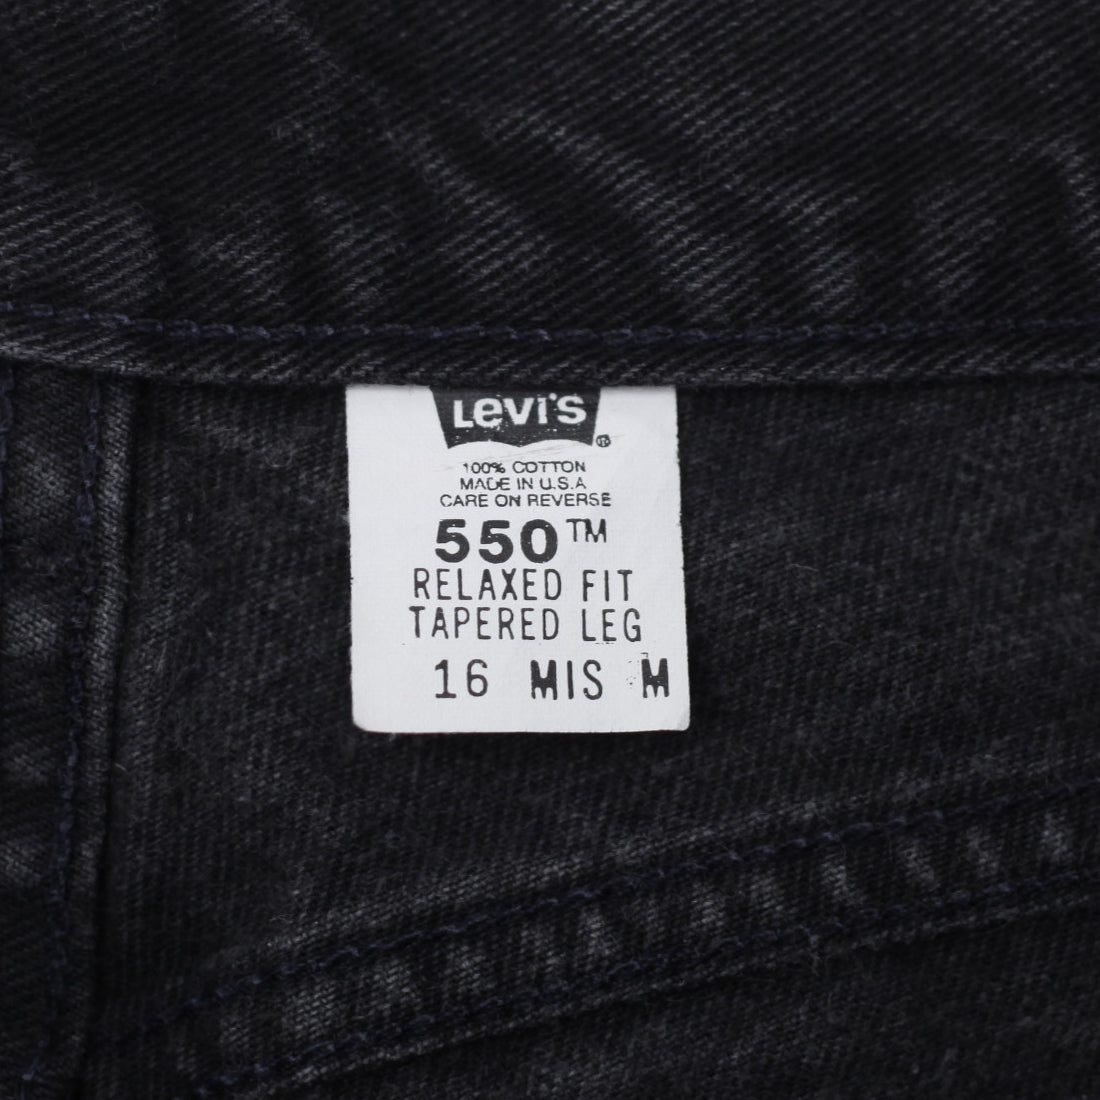 Levi's ®
100% COTTON
MADE IN U.S.A
CARE ON REVERSE
550™
RELAXED FIT
TAPERED LEG
16 MIS M